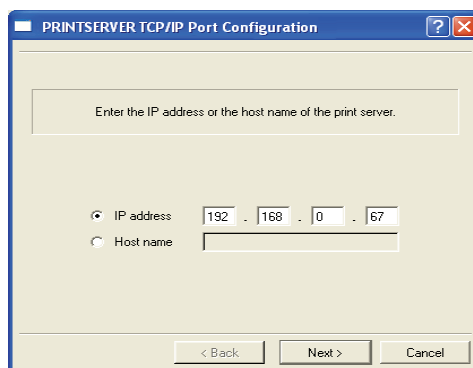 PRINTSERVER TCP/IP Port Configuration ?
Enter the IP address or the host name of the print server.
IP address 192 . 168 . 0 . 67
Host name
< Back Next > Cancel